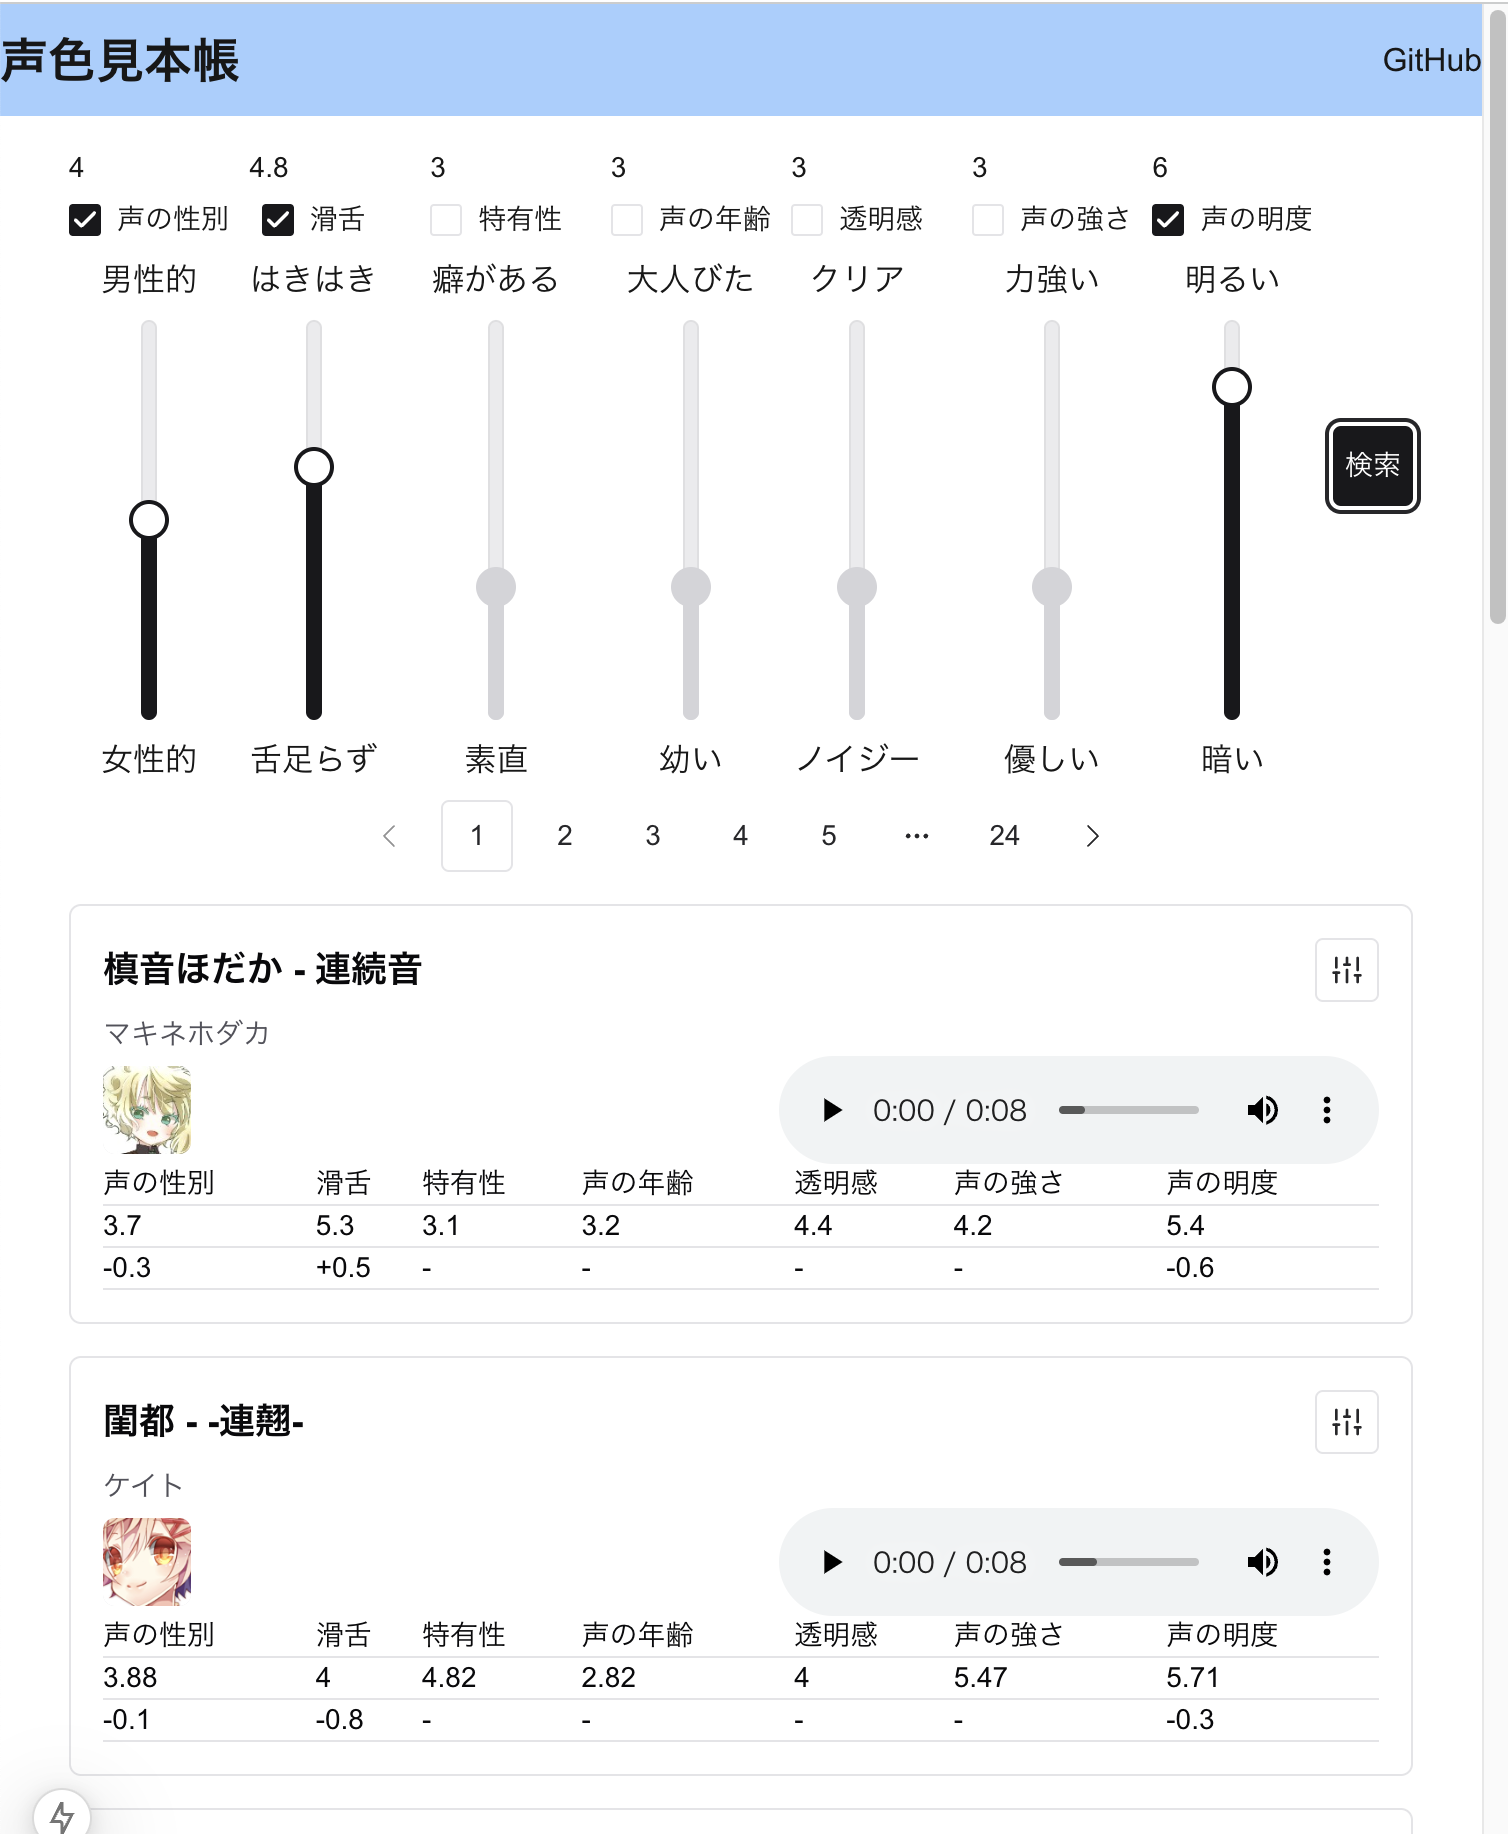 声色見本帳 GitHub
4 4.8 3 3 3 3 6
声の性別 滑舌 特有性 声の年齢 透明感 声の強さ 声の明度
男性的 はきはき 癖がある 大人びた クリア 力強い 明るい
検索
女性的 舌足らず 素直 幼い ノイジー 優しい 暗い
1 2 3 4 5 ··· 24
槙音ほだか - 連続音
マキネホダカ
0:00 / 0:08
声の性別 滑舌 特有性 声の年齢 透明感 声の強さ 声の明度
3.7 5.3 3.1 3.2 4.4 4.2 5.4
-0.3 +0.5 - - - - -0.6
閨都 - -連翹-
ケイト
0:00 / 0:08
声の性別 滑舌 特有性 声の年齢 透明感 声の強さ 声の明度
3.88 4 4.82 2.82 4 5.47 5.71
-0.1 -0.8 - - - - -0.3